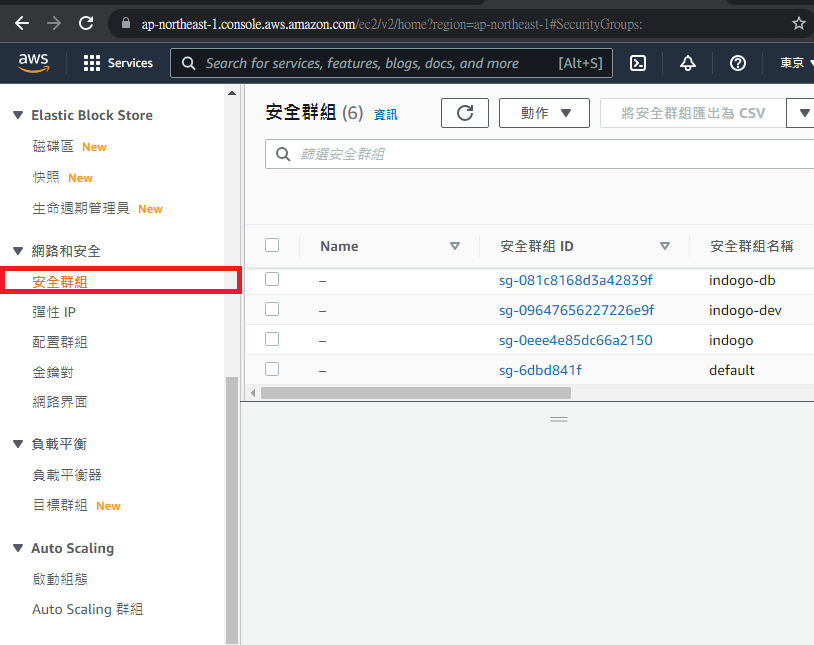 ap-northeast-1.console.aws.amazon.com/ec2/v2/home?region=ap-northeast-1#SecurityGroups:
aws Services Search for services, features, blogs, docs, and more [Alt+S] 東京
Elastic Block Store
磁碟區 New
快照 New
生命週期管理員 New
網路和安全
安全群組
彈性 IP
配置群組
金鑰對
網路界面
負載平衡
負載平衡器
目標群組 New
Auto Scaling
啟動組態
Auto Scaling 群組
安全群組 (6) 資訊 動作 將安全群組匯出為 CSV
篩選安全群組
Name 安全群組 ID 安全群組名稱
– sg-081c8168d3a42839f indogo-db
– sg-09647656227226e9f indogo-dev
– sg-0eee4e85dc66a2150 indogo
– sg-6dbd841f default